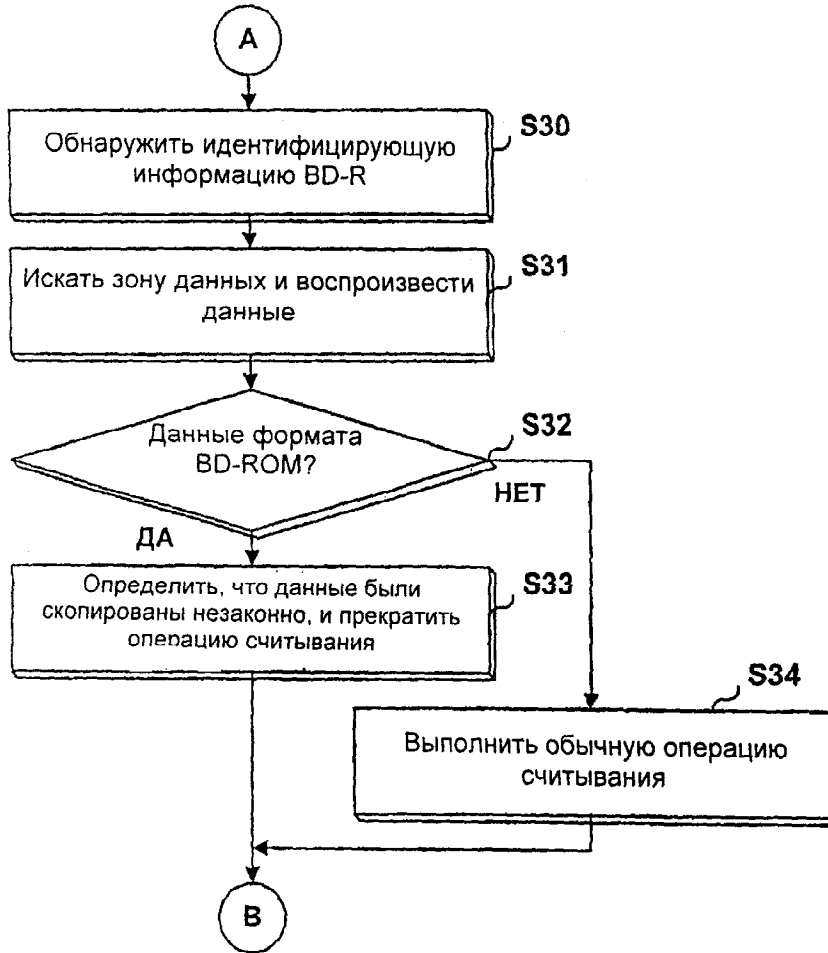 A
S30
Обнаружить идентифицирующую
информацию BD-R
S31
Искать зону данных и воспроизвести
данные
S32
Данные формата
BD-ROM?
НЕТ
ДА
S33
Определить, что данные были
скопированы незаконно, и прекратить
операцию считывания
S34
Выполнить обычную операцию
считывания
B